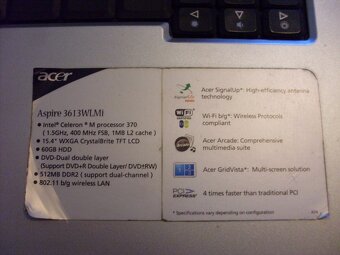 acer
Aspire 3613WLMi
• Intel® Celeron® M processor 370
(1.5GHz, 400 MHz FSB, 1MB L2 cache)
• 15.4" WXGA CrystalBrite TFT LCD
• 60GB HDD
• DVD-Dual double layer
(Support DVD+R Double Layer/ DVD±RW)
• 512MB DDR2 (support dual-channel)
• 802.11 b/g wireless LAN
Acer SignalUp*: High-efficiency antenna
technology
Wi-Fi b/g*: Wireless Protocols
compliant
Acer Arcade: Comprehensive
multimedia suite
Acer GridVista*: Multi-screen solution
PCI
EXPRESS
4 times faster than traditional PCI
* Specifications vary depending on configuration